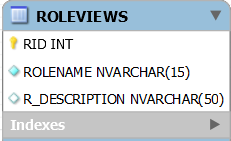 ROLEVIEWS
RID INT
ROLENAME NVARCHAR(15)
R_DESCRIPTION NVARCHAR(50)
Indexes